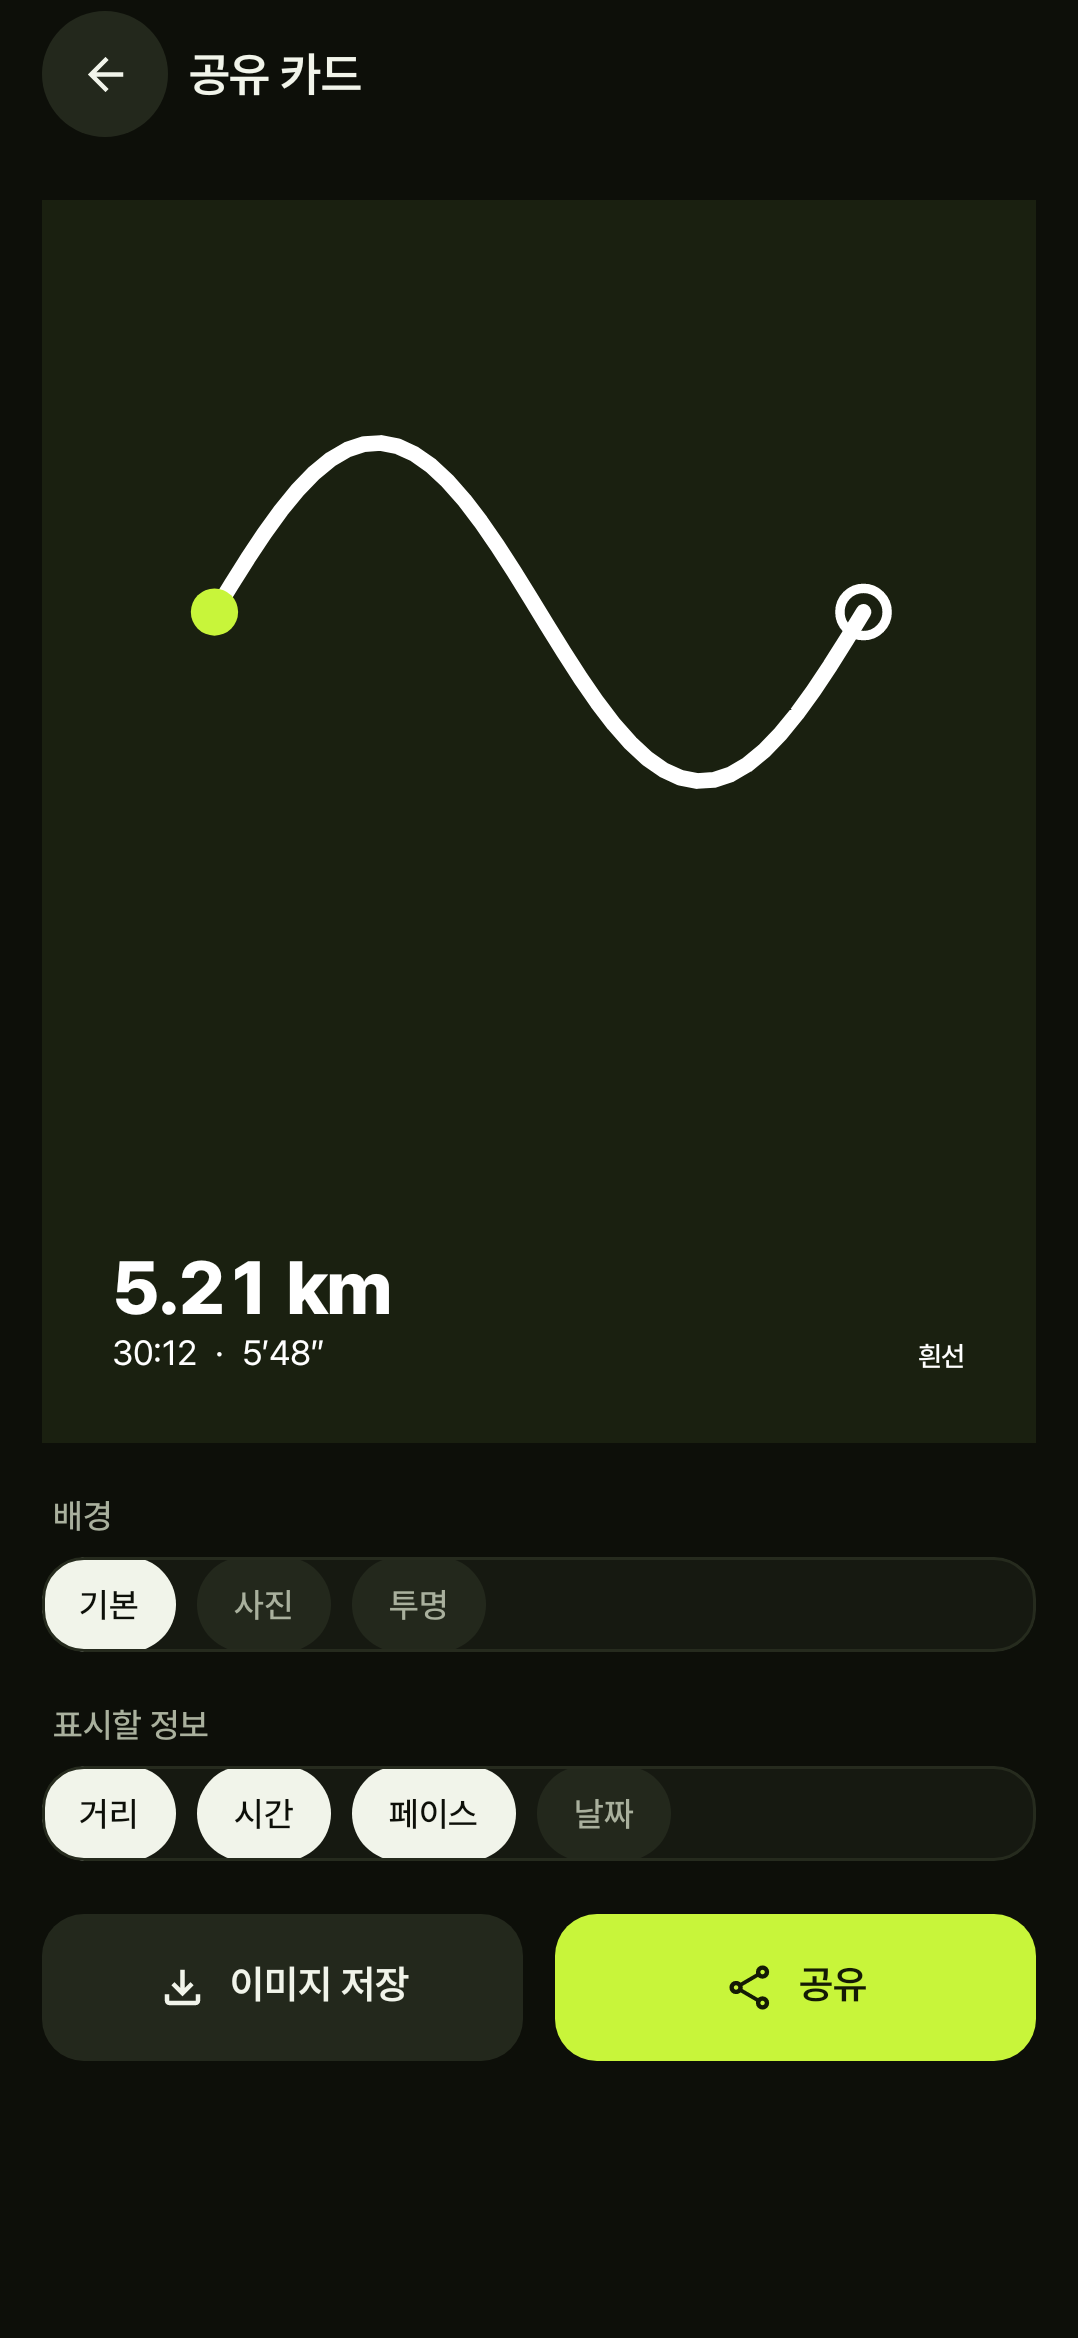 공유 카드
5.21 km
30:12 · 5′48″
흰선
배경
기본 사진 투명
표시할 정보
거리 시간 페이스 날짜
이미지 저장 공유